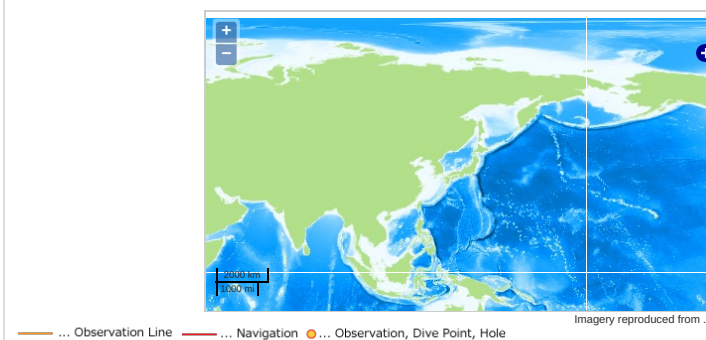 +
−
2000 km
1000 mi
Imagery reproduced from .
... Observation Line ... Navigation ... Observation, Dive Point, Hole